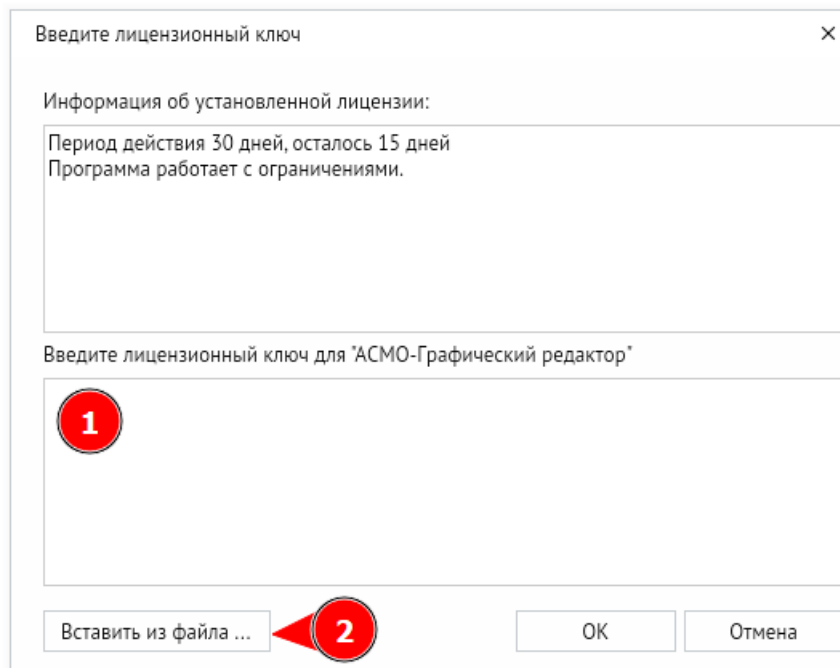 Введите лицензионный ключ
Информация об установленной лицензии:
Период действия 30 дней, осталось 15 дней
Программа работает с ограничениями.
Введите лицензионный ключ для "АСМО-Графический редактор"
1
Вставить из файла ... 2 OK Отмена